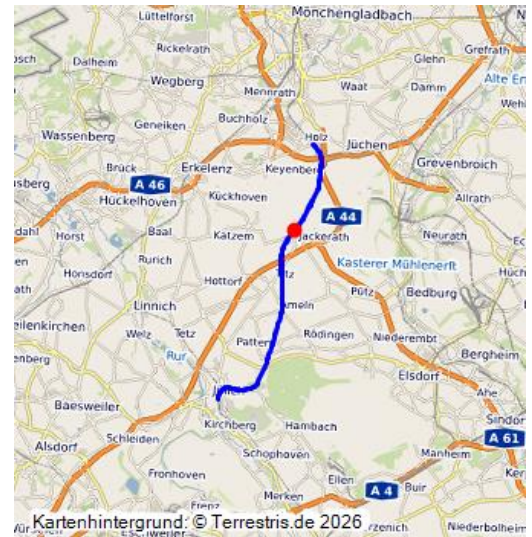 Lüttelforst
Mönchengladbach
Rickelrath
Grefrath
Dalheim
Glehn
Wegberg
Waat
Damm
Mennrath
Alte En
Buchholz
Geneiken
Wassenberg
Holz
Jüchen
Brück
Erkelenz
Keyenberg
Grevenbroich
A 46
Kückhoven
Allrath
Hückelhoven
A 44
Horst
Baal
Katzem
Jackerath
Neurath
Rurich
Kasterer Mühlenerft
Hottorf
Linnich
Pütz
Bedburg
Ameln
Welz
Tetz
Rödingen
Niederembt
Rur
Pattern
Bergheim
Elsdorf
Baesweiler
Ahe
Kirchberg
Hambach
Sindor
Schleiden
A 61
Alsdorf
Schophoven
Manheim
Fronhoven
Ellen
Buir
Merken
A 4
Kartenhintergrund: © Terrestris.de 2026
Niederbolheim